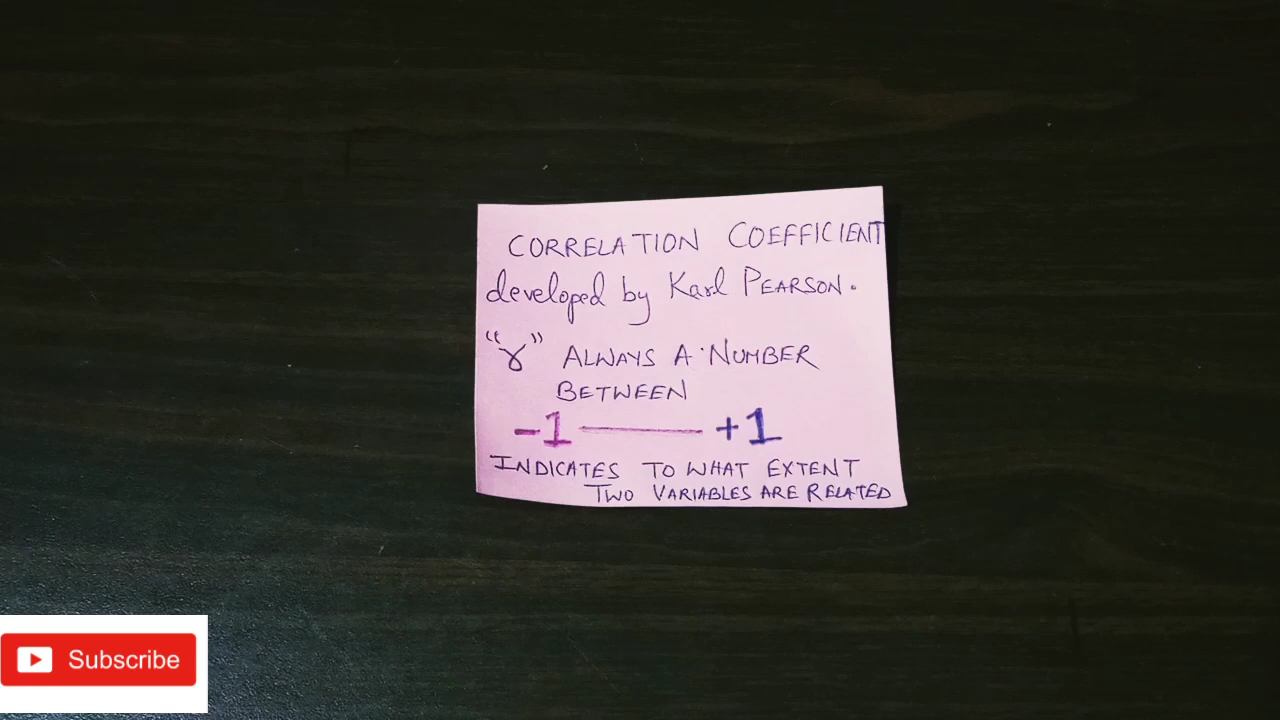 CORRELATION COEFFICIENT
developed by Karl PEARSON.
"r" ALWAYS A NUMBER
BETWEEN
-1 ——— +1
INDICATES TO WHAT EXTENT
TWO VARIABLES ARE RELATED
Subscribe